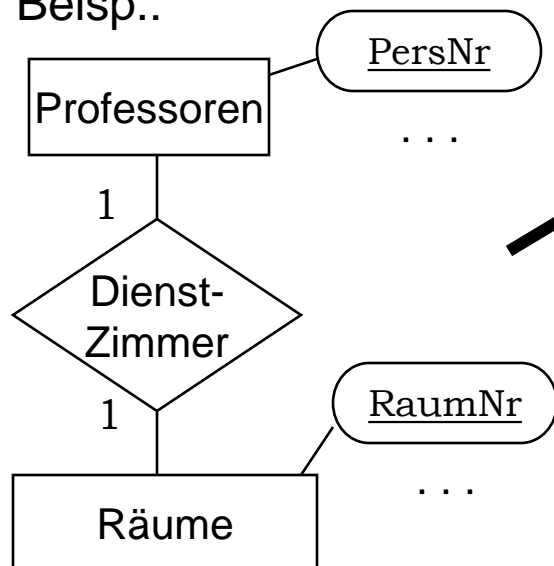 Beisp..
PersNr
Professoren
. . .
1
Dienst-
Zimmer
1
RaumNr
. . .
Räume